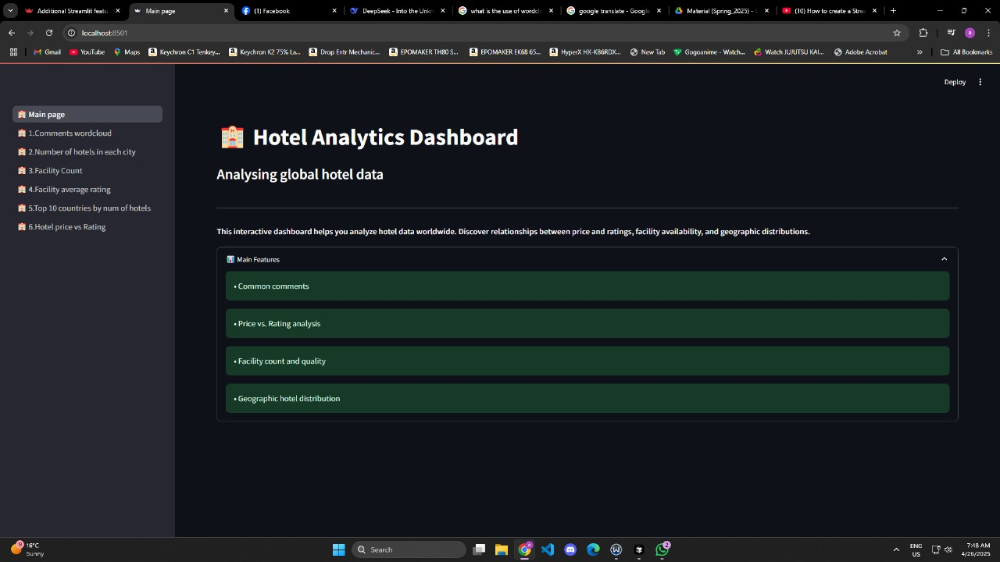 Additional Streamlit featu
Main page
(1) Facebook
DeepSeek - Into the Unkn
what is the use of wordclo
google translate - Google
Material (Spring_2025) - G
(10) How to create a Strea
localhost:8501
Gmail
YouTube
Maps
Keychron C1 Tenkey...
Keychron K2 75% La...
Drop Entr Mechanic...
EPOMAKER TH80 S...
EPOMAKER EK68 65...
HyperX HX-KB6RDX...
New Tab
Gogoanime - Watch...
Watch JUJUTSU KAI...
Adobe Acrobat
All Bookmarks
Deploy
Main page
1.Comments wordcloud
2.Number of hotels in each city
3.Facility Count
4.Facility average rating
5.Top 10 countries by num of hotels
6.Hotel price vs Rating
Hotel Analytics Dashboard
Analysing global hotel data
This interactive dashboard helps you analyze hotel data worldwide. Discover relationships between price and ratings, facility availability, and geographic distributions.
Main Features
• Common comments
• Price vs. Rating analysis
• Facility count and quality
• Geographic hotel distribution
9
16°C
Sunny
Search
2
ENG
US
7:48 AM
4/26/2025